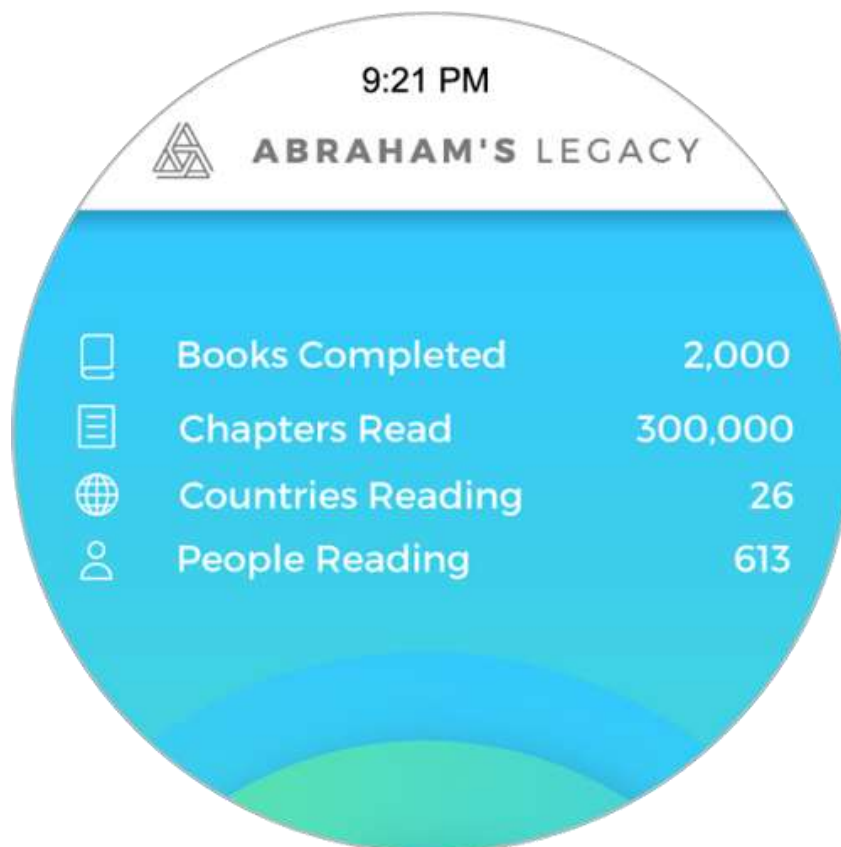 9:21 PM
ABRAHAM'S LEGACY
Books Completed 2,000
Chapters Read 300,000
Countries Reading 26
People Reading 613